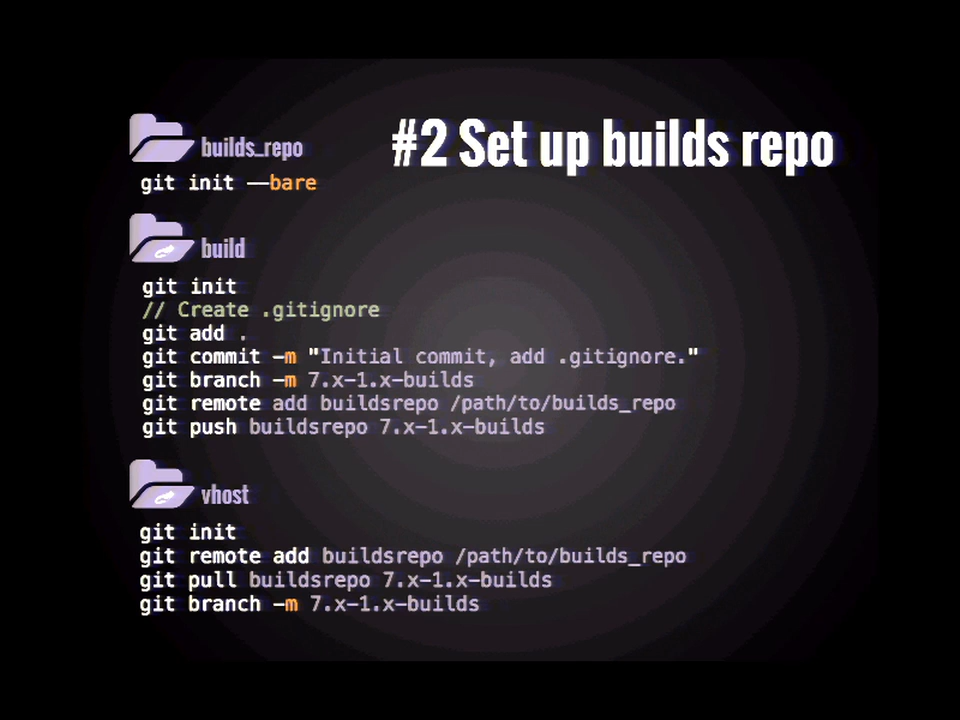 #2 Set up builds repo
builds_repo
git init --bare
build
git init
// Create .gitignore
git add .
git commit -m "Initial commit, add .gitignore."
git branch -m 7.x-1.x-builds
git remote add buildsrepo /path/to/builds_repo
git push buildsrepo 7.x-1.x-builds
vhost
git init
git remote add buildsrepo /path/to/builds_repo
git pull buildsrepo 7.x-1.x-builds
git branch -m 7.x-1.x-builds